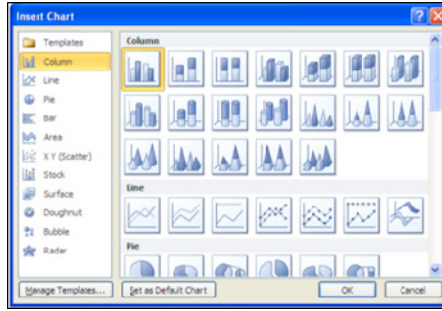 Insert Chart
Templates
Column
Line
Pie
Bar
Area
X Y (Scatter)
Stock
Surface
Doughnut
Bubble
Radar
Column
Line
Pie
Manage Templates...
Set as Default Chart
OK
Cancel